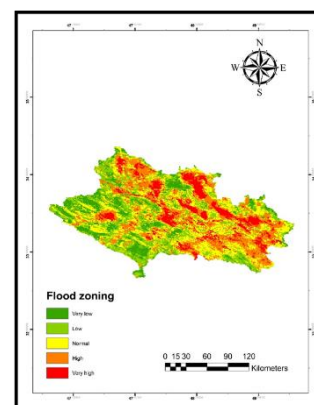 N
W E
S
Flood zoning
Very low
Low
Normal
High
Very high
0 15 30 60 90 120
Kilometers